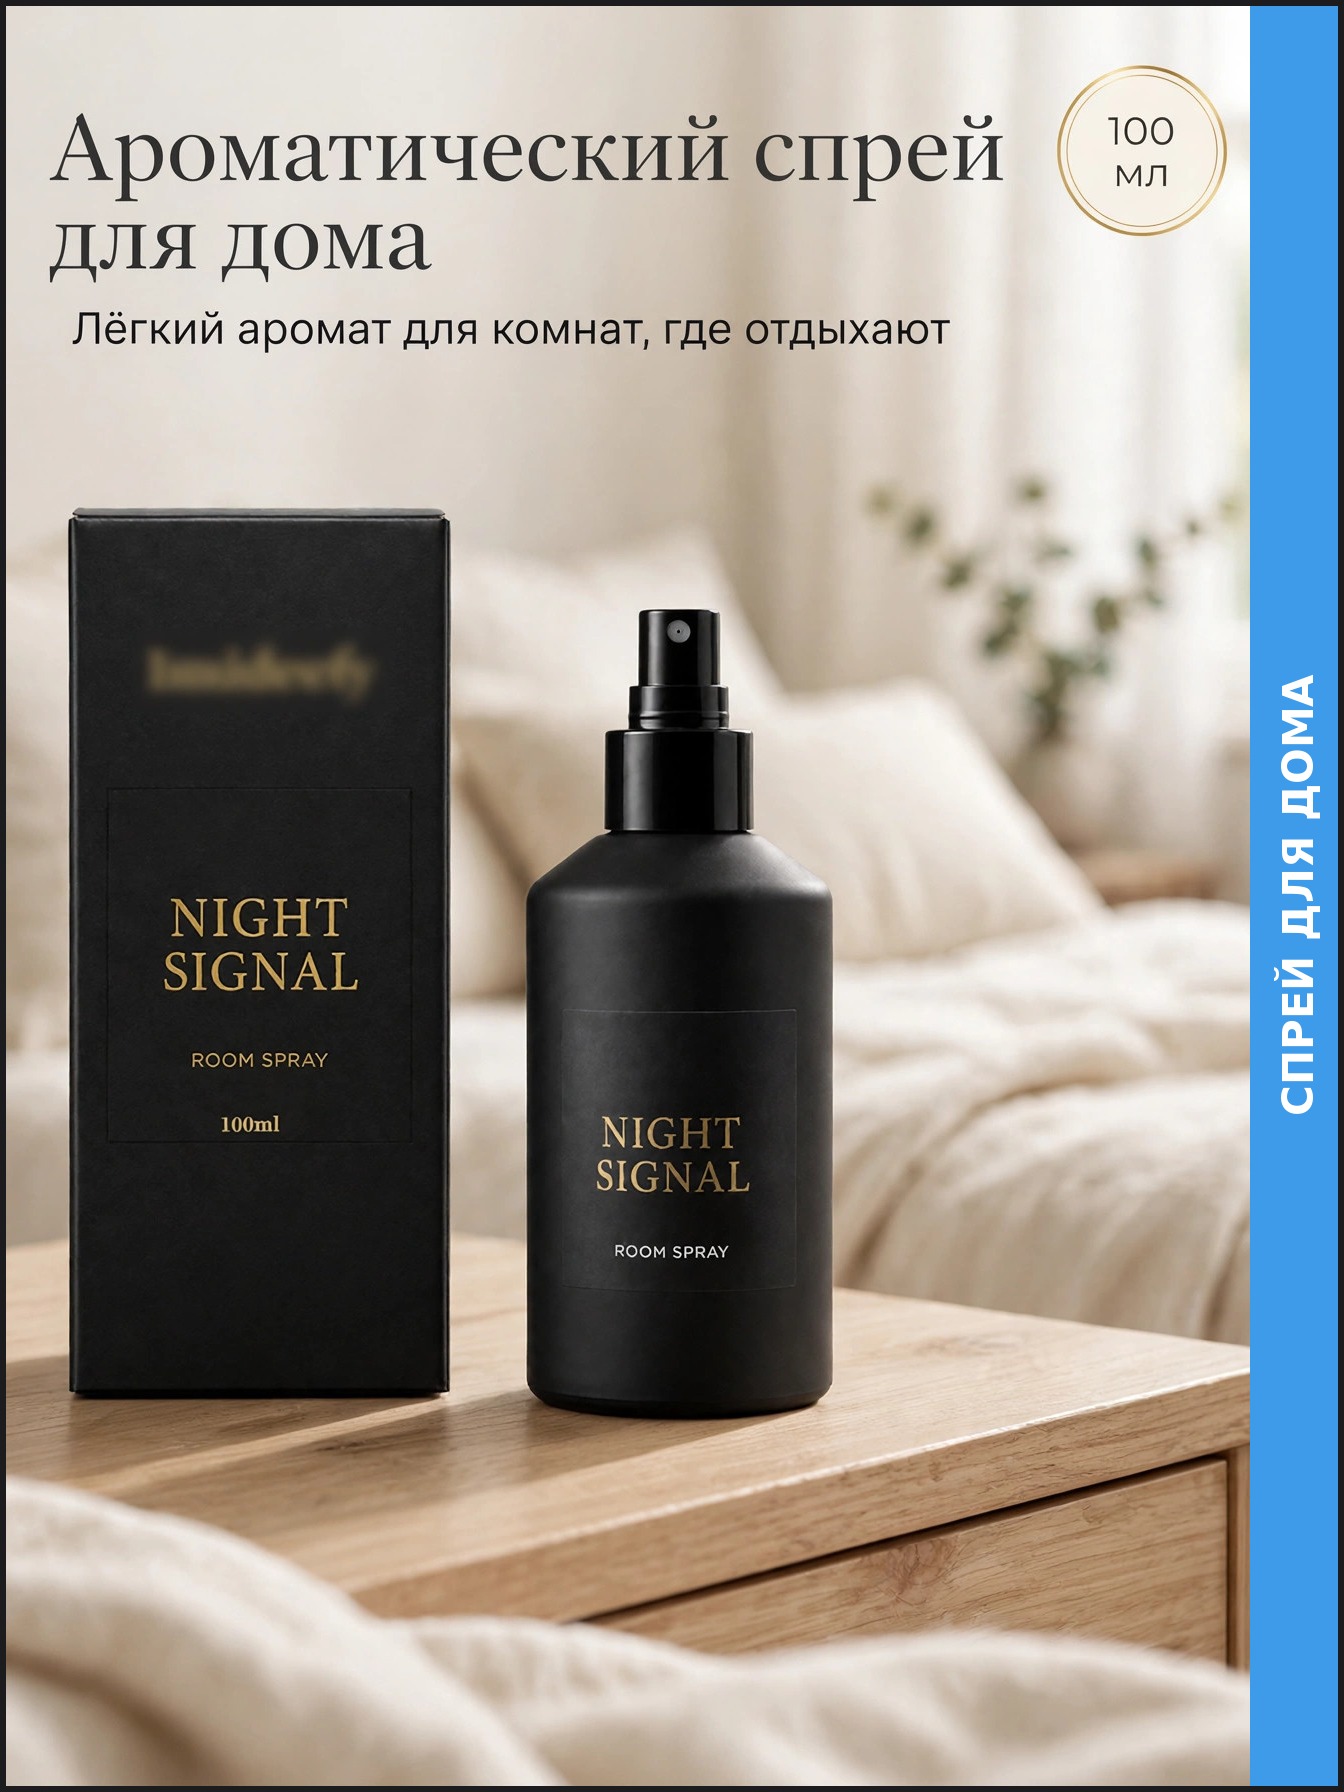 Ароматический спрей
для дома
100
мл
Лёгкий аромат для комнат, где отдыхают
NIGHT
SIGNAL
ROOM SPRAY
100ml
NIGHT
SIGNAL
ROOM SPRAY
СПРЕЙ ДЛЯ ДОМА